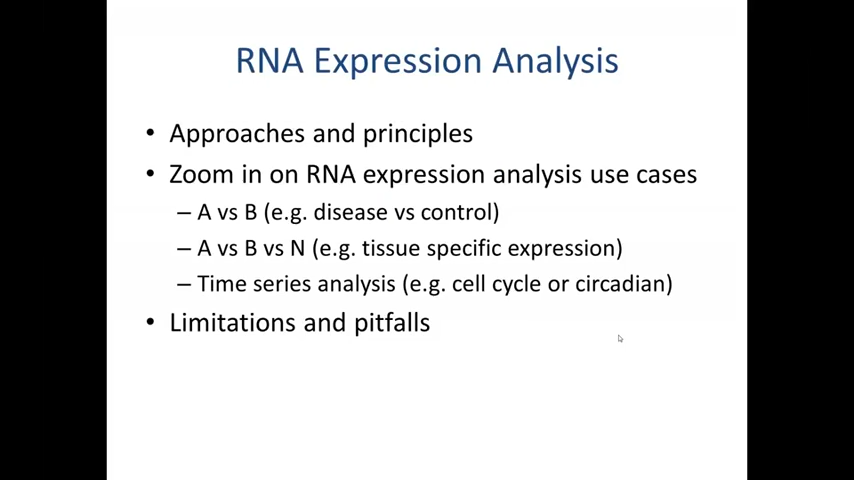 RNA Expression Analysis
• Approaches and principles
• Zoom in on RNA expression analysis use cases
– A vs B (e.g. disease vs control)
– A vs B vs N (e.g. tissue specific expression)
– Time series analysis (e.g. cell cycle or circadian)
• Limitations and pitfalls